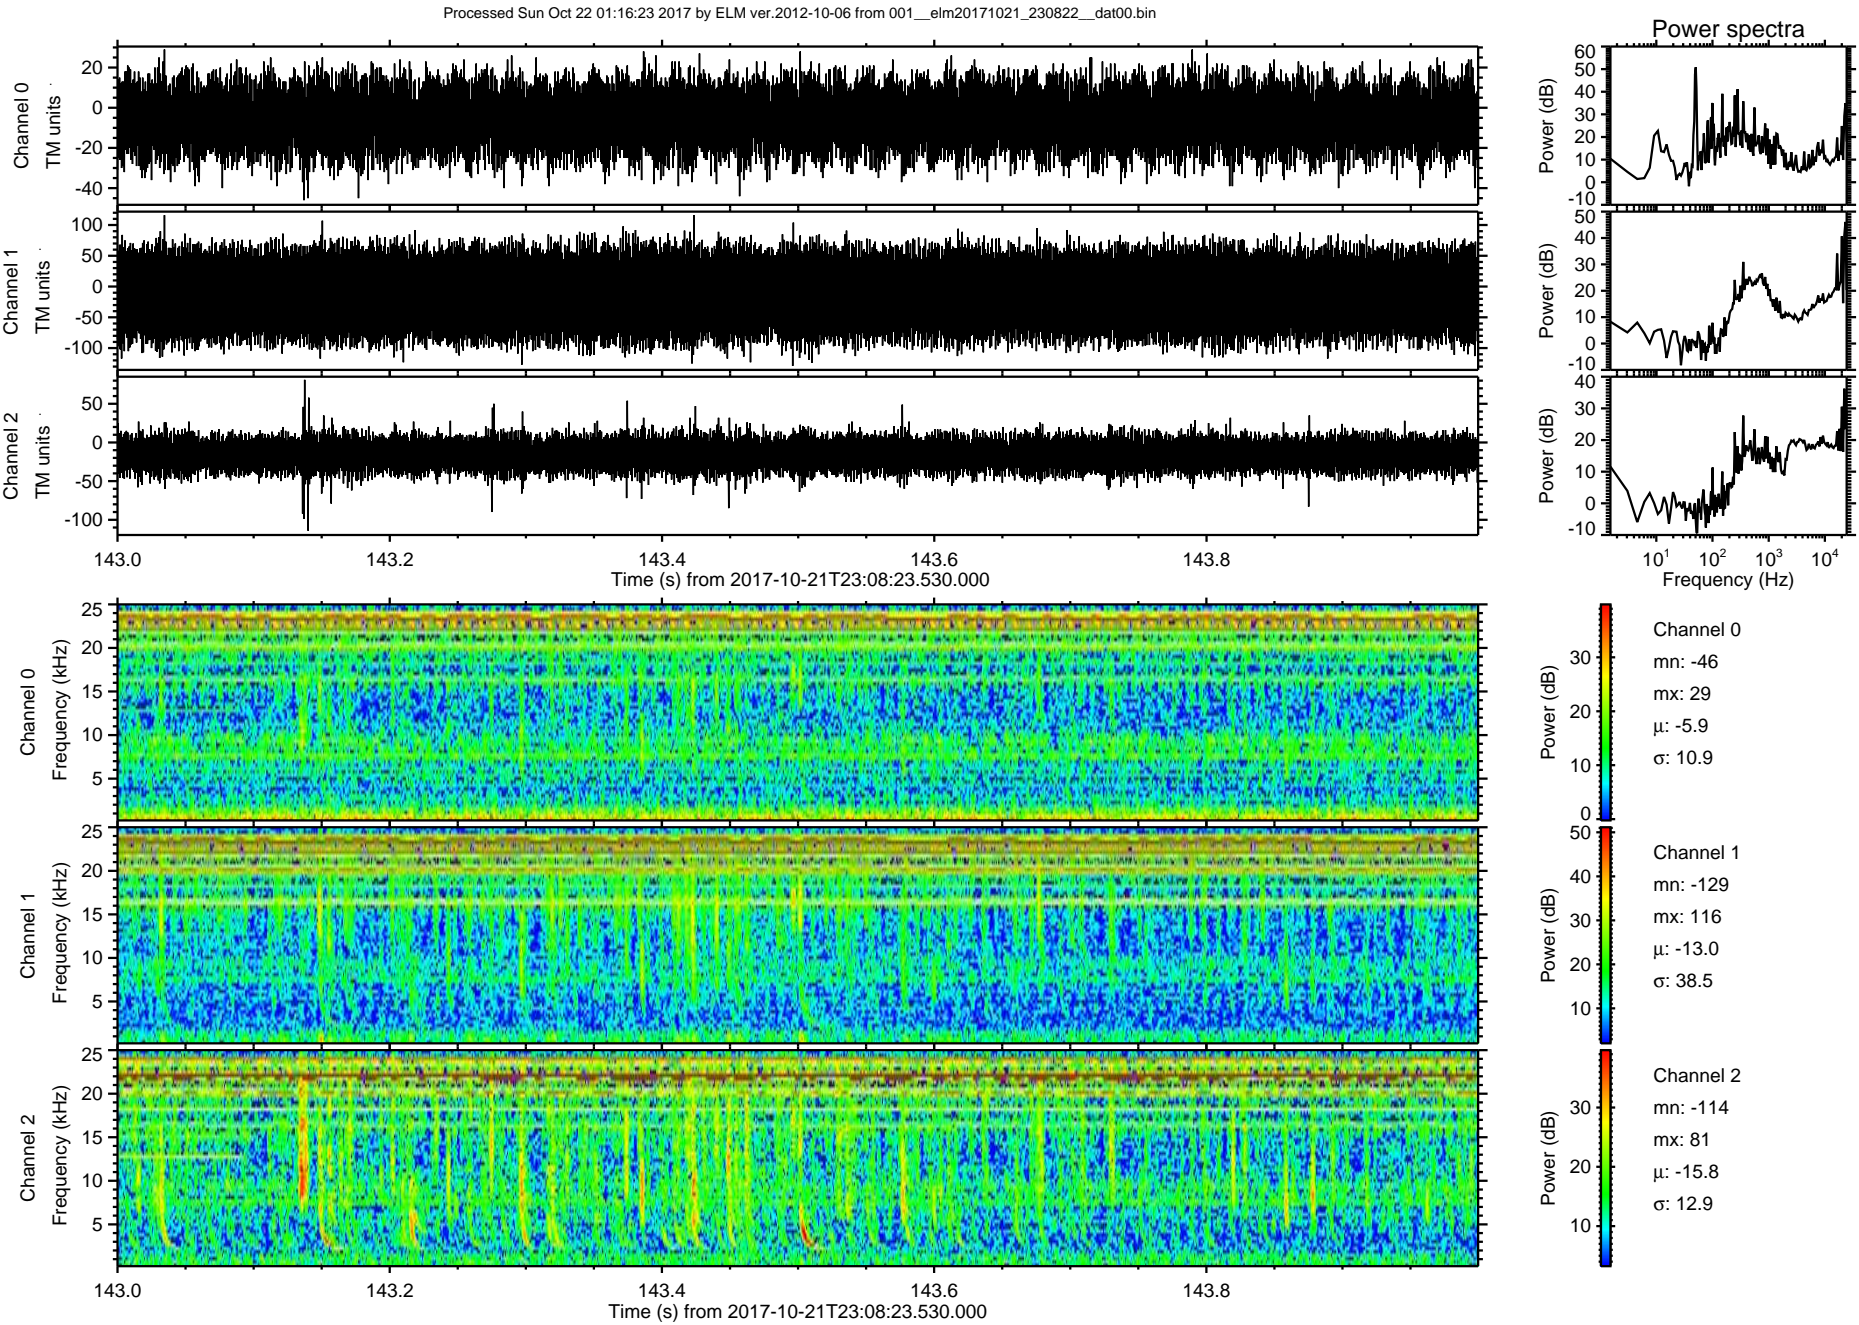 Processed Sun Oct 22 01:16:23 2017 by ELM ver.2012-10-06 from 001__elm20171021_230822__dat00.bin
Power spectra
Channel 0
TM units
20
0
-20
-40
Power (dB)
60
50
40
30
20
10
0
-10
Channel 1
TM units
100
50
0
-50
-100
Power (dB)
50
40
30
20
10
0
-10
Channel 2
TM units
50
0
-50
-100
Power (dB)
40
30
20
10
0
-10
143.0 143.2 143.4 143.6 143.8
Time (s) from 2017-10-21T23:08:23.530.000
10^1 10^2 10^3 10^4
Frequency (Hz)
Channel 0
Frequency (kHz)
25
20
15
10
5
Power (dB)
30
20
10
0
Channel 0
mn: -46
mx: 29
μ: -5.9
σ: 10.9
Channel 1
Frequency (kHz)
25
20
15
10
5
Power (dB)
50
40
30
20
10
Channel 1
mn: -129
mx: 116
μ: -13.0
σ: 38.5
Channel 2
Frequency (kHz)
25
20
15
10
5
Power (dB)
30
20
10
Channel 2
mn: -114
mx: 81
μ: -15.8
σ: 12.9
143.0 143.2 143.4 143.6 143.8
Time (s) from 2017-10-21T23:08:23.530.000